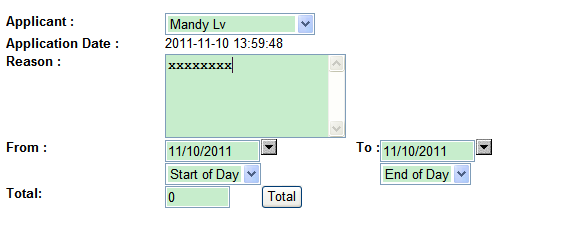 Applicant : Mandy Lv
Application Date : 2011-11-10 13:59:48
Reason : xxxxxxxx
From : 11/10/2011 To : 11/10/2011
Start of Day End of Day
Total: 0 Total